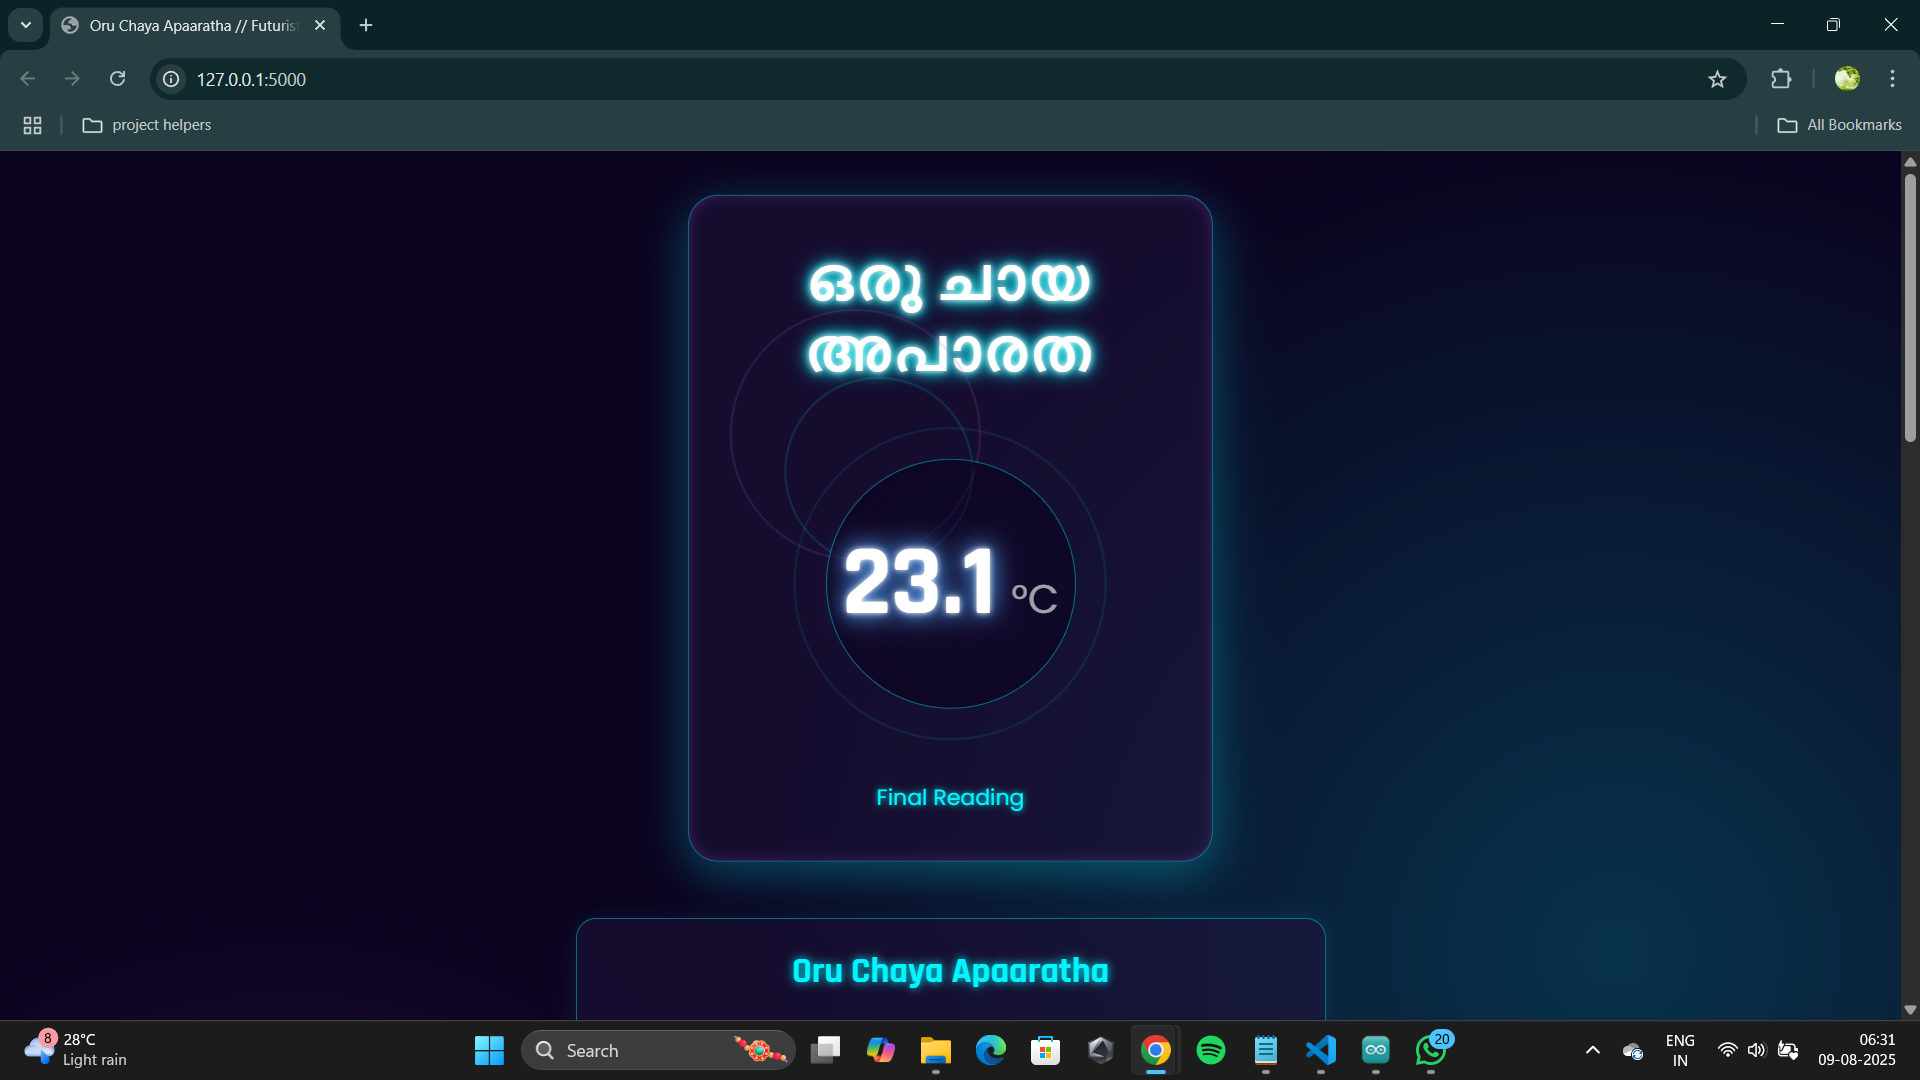 Oru Chaya Apaaratha // Futuris
127.0.0.1:5000
project helpers
All Bookmarks
ഒരു ചായ
അപാരത
23.1 °C
Final Reading
Oru Chaya Apaaratha
8
28°C
Light rain
Search
20
ENG
IN
06:31
09-08-2025